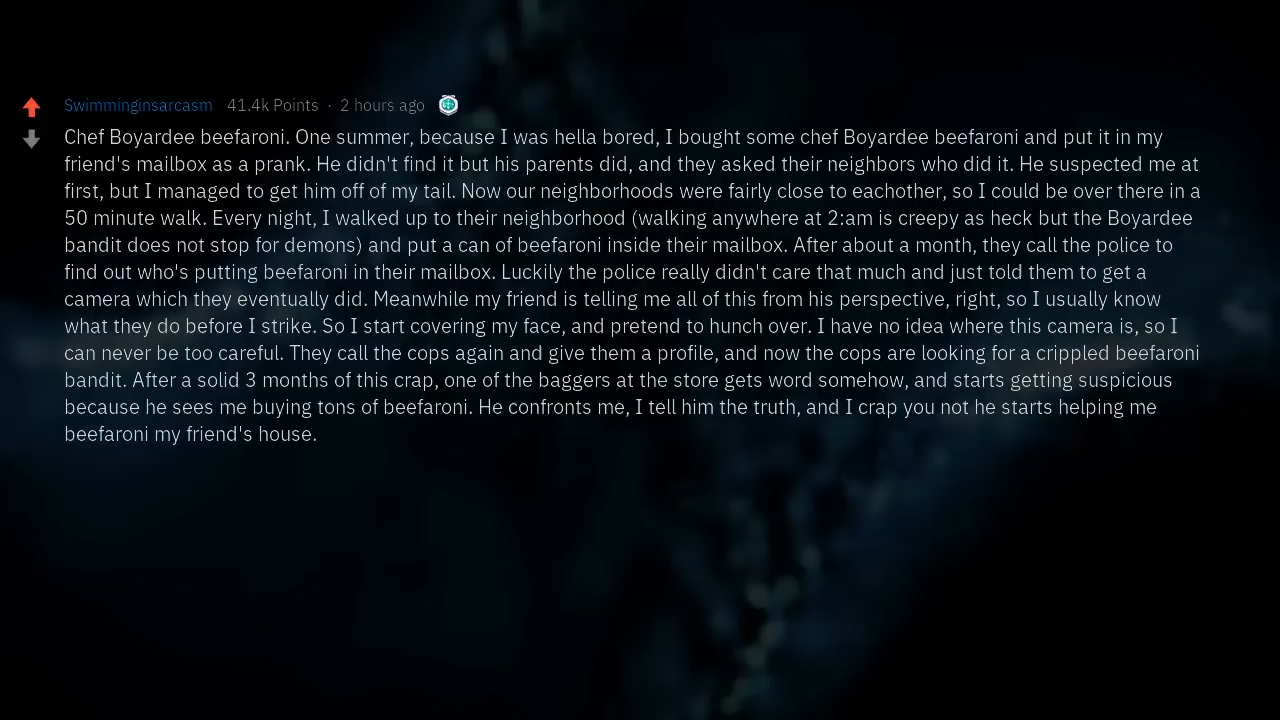 Swimminginsarcasm 41.4k Points · 2 hours ago
Chef Boyardee beefaroni. One summer, because I was hella bored, I bought some chef Boyardee beefaroni and put it in my
friend's mailbox as a prank. He didn't find it but his parents did, and they asked their neighbors who did it. He suspected me at
first, but I managed to get him off of my tail. Now our neighborhoods were fairly close to eachother, so I could be over there in a
50 minute walk. Every night, I walked up to their neighborhood (walking anywhere at 2:am is creepy as heck but the Boyardee
bandit does not stop for demons) and put a can of beefaroni inside their mailbox. After about a month, they call the police to
find out who's putting beefaroni in their mailbox. Luckily the police really didn't care that much and just told them to get a
camera which they eventually did. Meanwhile my friend is telling me all of this from his perspective, right, so I usually know
what they do before I strike. So I start covering my face, and pretend to hunch over. I have no idea where this camera is, so I
can never be too careful. They call the cops again and give them a profile, and now the cops are looking for a crippled beefaroni
bandit. After a solid 3 months of this crap, one of the baggers at the store gets word somehow, and starts getting suspicious
because he sees me buying tons of beefaroni. He confronts me, I tell him the truth, and I crap you not he starts helping me
beefaroni my friend's house.